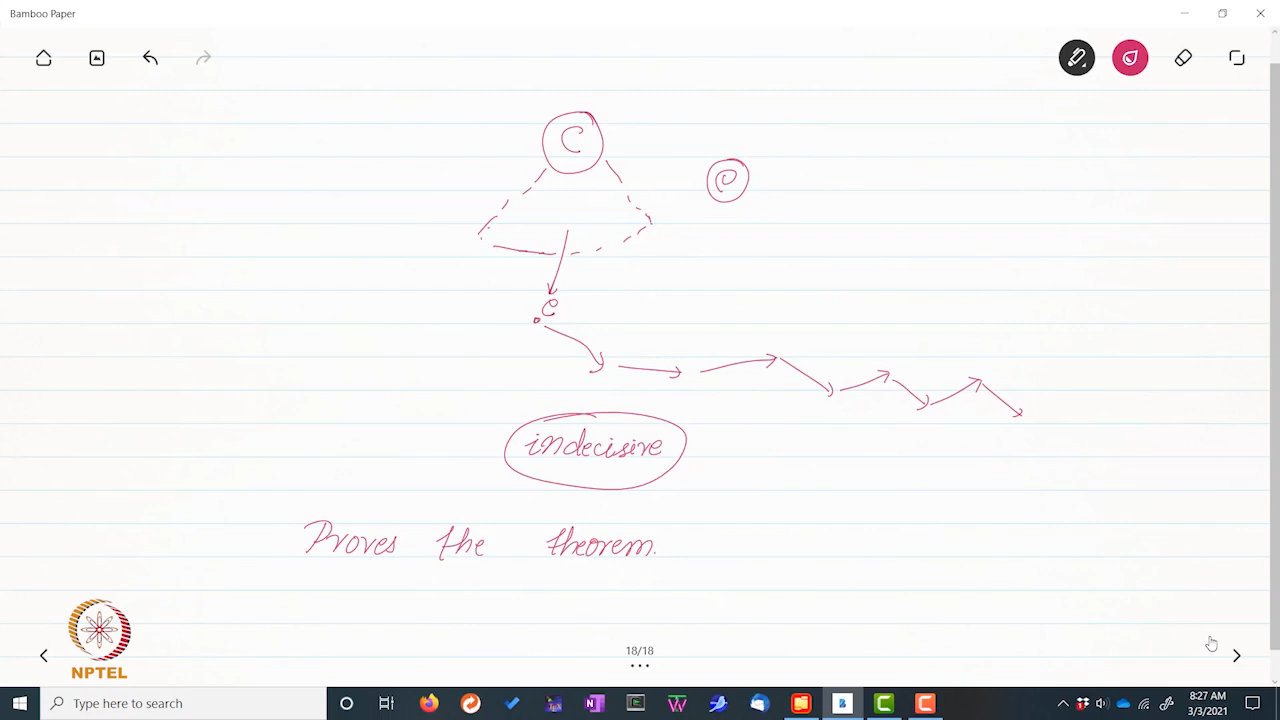 Bamboo Paper
C
e
e
indecisive
Proves the theorem.
NPTEL
18/18
Type here to search
8:27 AM
3/3/2021